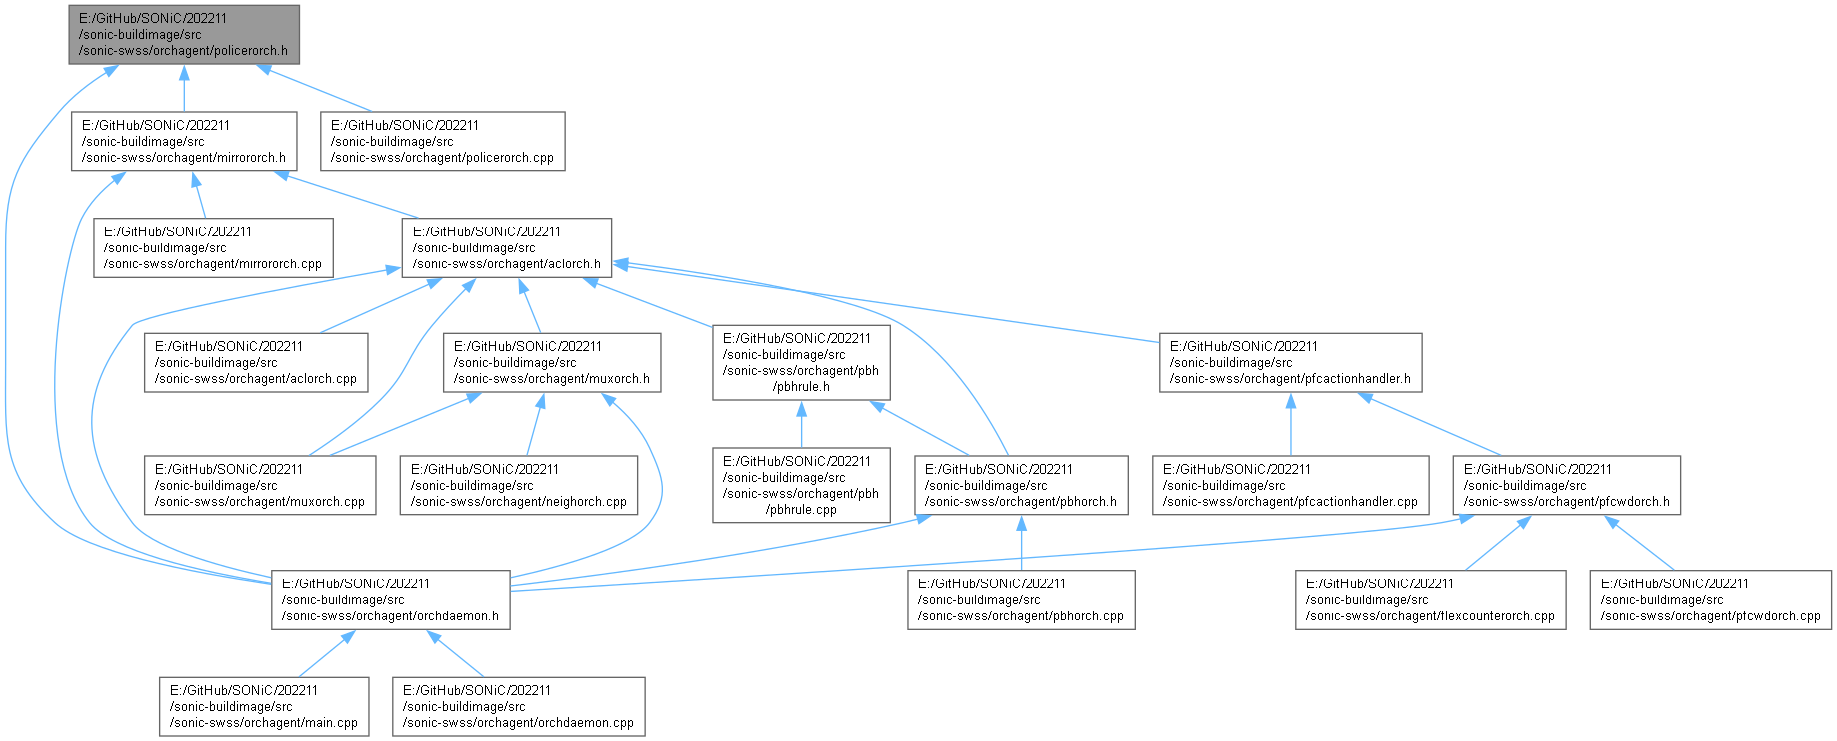 E:/GitHub/SONiC/202211
/sonic-buildimage/src
/sonic-swss/orchagent/policerorch.h
E:/GitHub/SONiC/202211
/sonic-buildimage/src
/sonic-swss/orchagent/mirrororch.h
E:/GitHub/SONiC/202211
/sonic-buildimage/src
/sonic-swss/orchagent/policerorch.cpp
E:/GitHub/SONiC/202211
/sonic-buildimage/src
/sonic-swss/orchagent/mirrororch.cpp
E:/GitHub/SONiC/202211
/sonic-buildimage/src
/sonic-swss/orchagent/aclorch.h
E:/GitHub/SONiC/202211
/sonic-buildimage/src
/sonic-swss/orchagent/aclorch.cpp
E:/GitHub/SONiC/202211
/sonic-buildimage/src
/sonic-swss/orchagent/muxorch.h
E:/GitHub/SONiC/202211
/sonic-buildimage/src
/sonic-swss/orchagent/pbh
/pbhrule.h
E:/GitHub/SONiC/202211
/sonic-buildimage/src
/sonic-swss/orchagent/pfcactionhandler.h
E:/GitHub/SONiC/202211
/sonic-buildimage/src
/sonic-swss/orchagent/muxorch.cpp
E:/GitHub/SONiC/202211
/sonic-buildimage/src
/sonic-swss/orchagent/neighorch.cpp
E:/GitHub/SONiC/202211
/sonic-buildimage/src
/sonic-swss/orchagent/pbh
/pbhrule.cpp
E:/GitHub/SONiC/202211
/sonic-buildimage/src
/sonic-swss/orchagent/pbhorch.h
E:/GitHub/SONiC/202211
/sonic-buildimage/src
/sonic-swss/orchagent/pfcactionhandler.cpp
E:/GitHub/SONiC/202211
/sonic-buildimage/src
/sonic-swss/orchagent/pfcwdorch.h
E:/GitHub/SONiC/202211
/sonic-buildimage/src
/sonic-swss/orchagent/orchdaemon.h
E:/GitHub/SONiC/202211
/sonic-buildimage/src
/sonic-swss/orchagent/pbhorch.cpp
E:/GitHub/SONiC/202211
/sonic-buildimage/src
/sonic-swss/orchagent/flexcounterorch.cpp
E:/GitHub/SONiC/202211
/sonic-buildimage/src
/sonic-swss/orchagent/pfcwdorch.cpp
E:/GitHub/SONiC/202211
/sonic-buildimage/src
/sonic-swss/orchagent/main.cpp
E:/GitHub/SONiC/202211
/sonic-buildimage/src
/sonic-swss/orchagent/orchdaemon.cpp